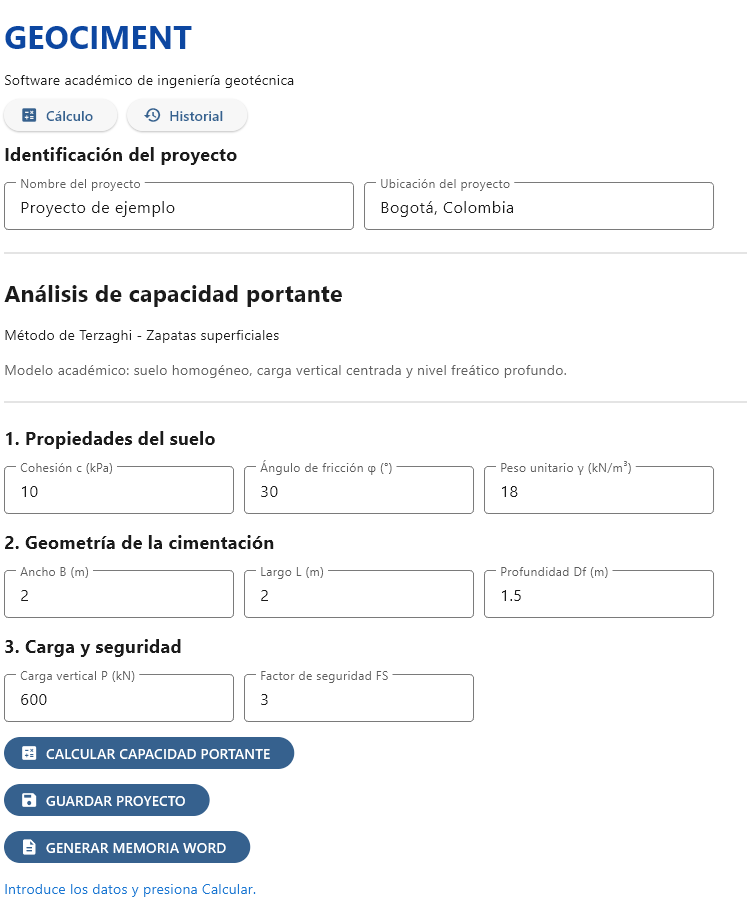 GEOCIMENT
Software académico de ingeniería geotécnica
Cálculo Historial
Identificación del proyecto
Nombre del proyecto Ubicación del proyecto
Proyecto de ejemplo Bogotá, Colombia
Análisis de capacidad portante
Método de Terzaghi - Zapatas superficiales
Modelo académico: suelo homogéneo, carga vertical centrada y nivel freático profundo.
1. Propiedades del suelo
Cohesión c (kPa) Ángulo de fricción φ (°) Peso unitario γ (kN/m³)
10 30 18
2. Geometría de la cimentación
Ancho B (m) Largo L (m) Profundidad Df (m)
2 2 1.5
3. Carga y seguridad
Carga vertical P (kN) Factor de seguridad FS
600 3
CALCULAR CAPACIDAD PORTANTE
GUARDAR PROYECTO
GENERAR MEMORIA WORD
Introduce los datos y presiona Calcular.